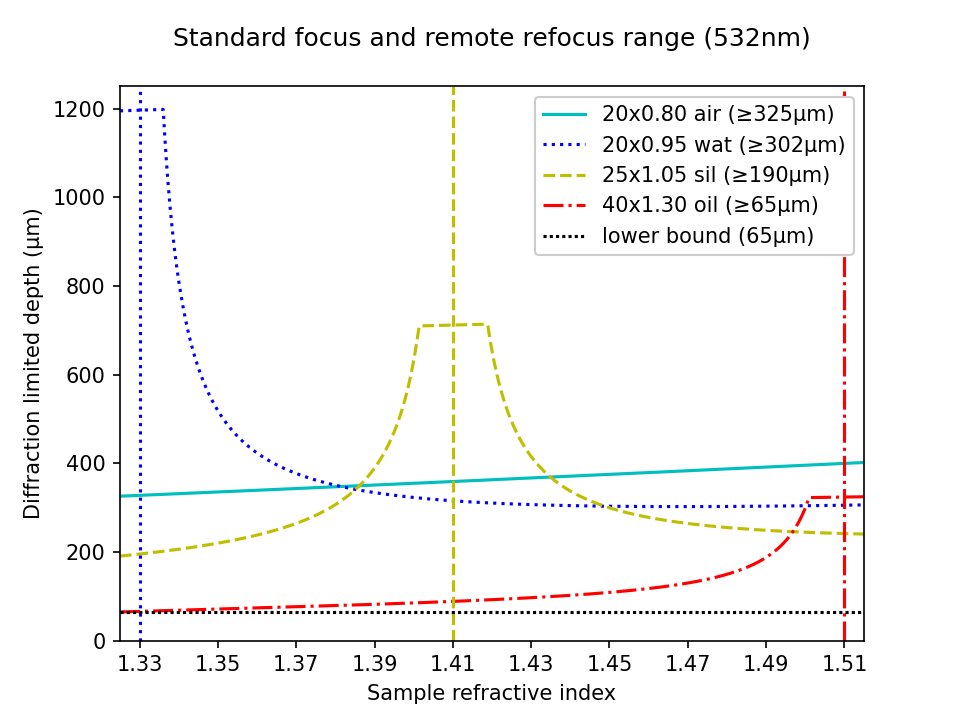 Standard focus and remote refocus range (532nm)
Diffraction limited depth (µm)
1200
1000
800
600
400
200
0
20x0.80 air (≥325µm)
20x0.95 wat (≥302µm)
25x1.05 sil (≥190µm)
40x1.30 oil (≥65µm)
lower bound (65µm)
1.33 1.35 1.37 1.39 1.41 1.43 1.45 1.47 1.49 1.51
Sample refractive index